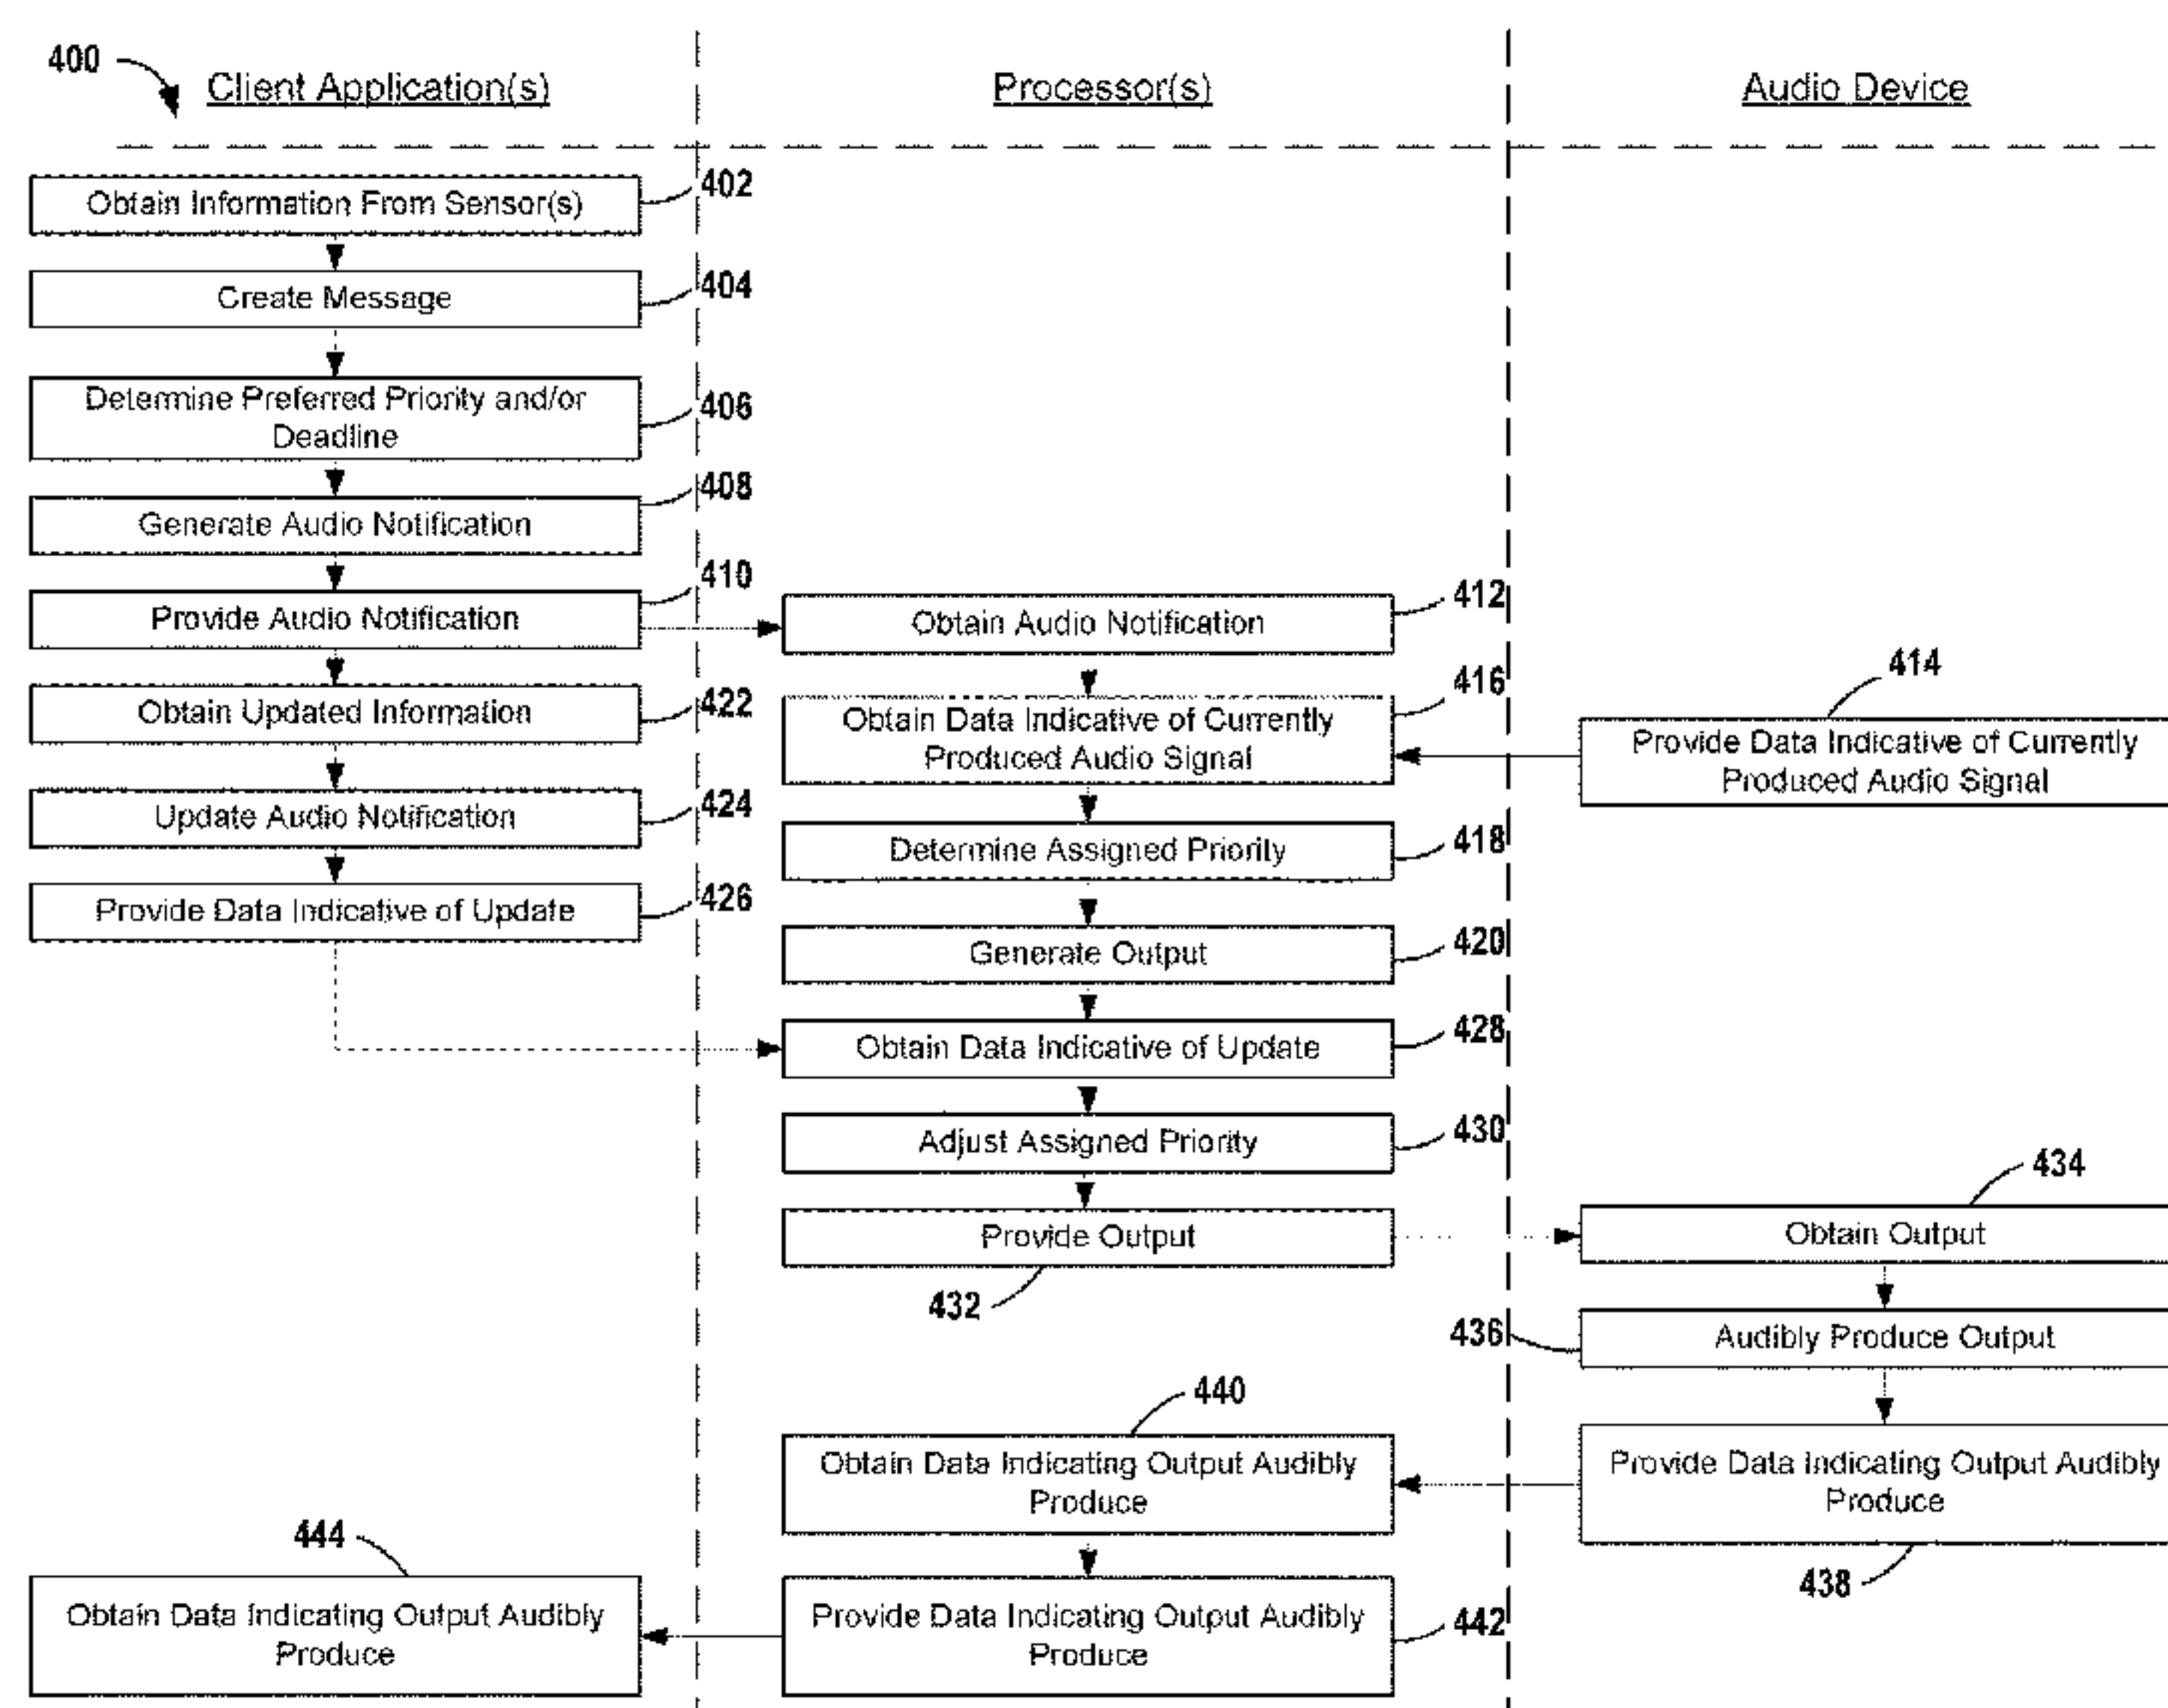 400
Client Application(s)
Processor(s)
Audio Device
Obtain Information From Sensor(s)
402
Create Message
404
Determine Preferred Priority and/or
Deadline
406
Generate Audio Notification
408
Provide Audio Notification
410
Obtain Audio Notification
412
Obtain Updated Information
422
Obtain Data Indicative of Currently
Produced Audio Signal
416
414
Provide Data Indicative of Currently
Produced Audio Signal
Update Audio Notification
424
Determine Assigned Priority
418
Provide Data Indicative of Update
426
Generate Output
420
Obtain Data Indicative of Update
428
Adjust Assigned Priority
430
Provide Output
432
434
Obtain Output
436
Audibly Produce Output
440
Obtain Data Indicating Output Audibly
Produce
Provide Data Indicating Output Audibly
Produce
438
444
Obtain Data Indicating Output Audibly
Produce
Provide Data Indicating Output Audibly
Produce
442